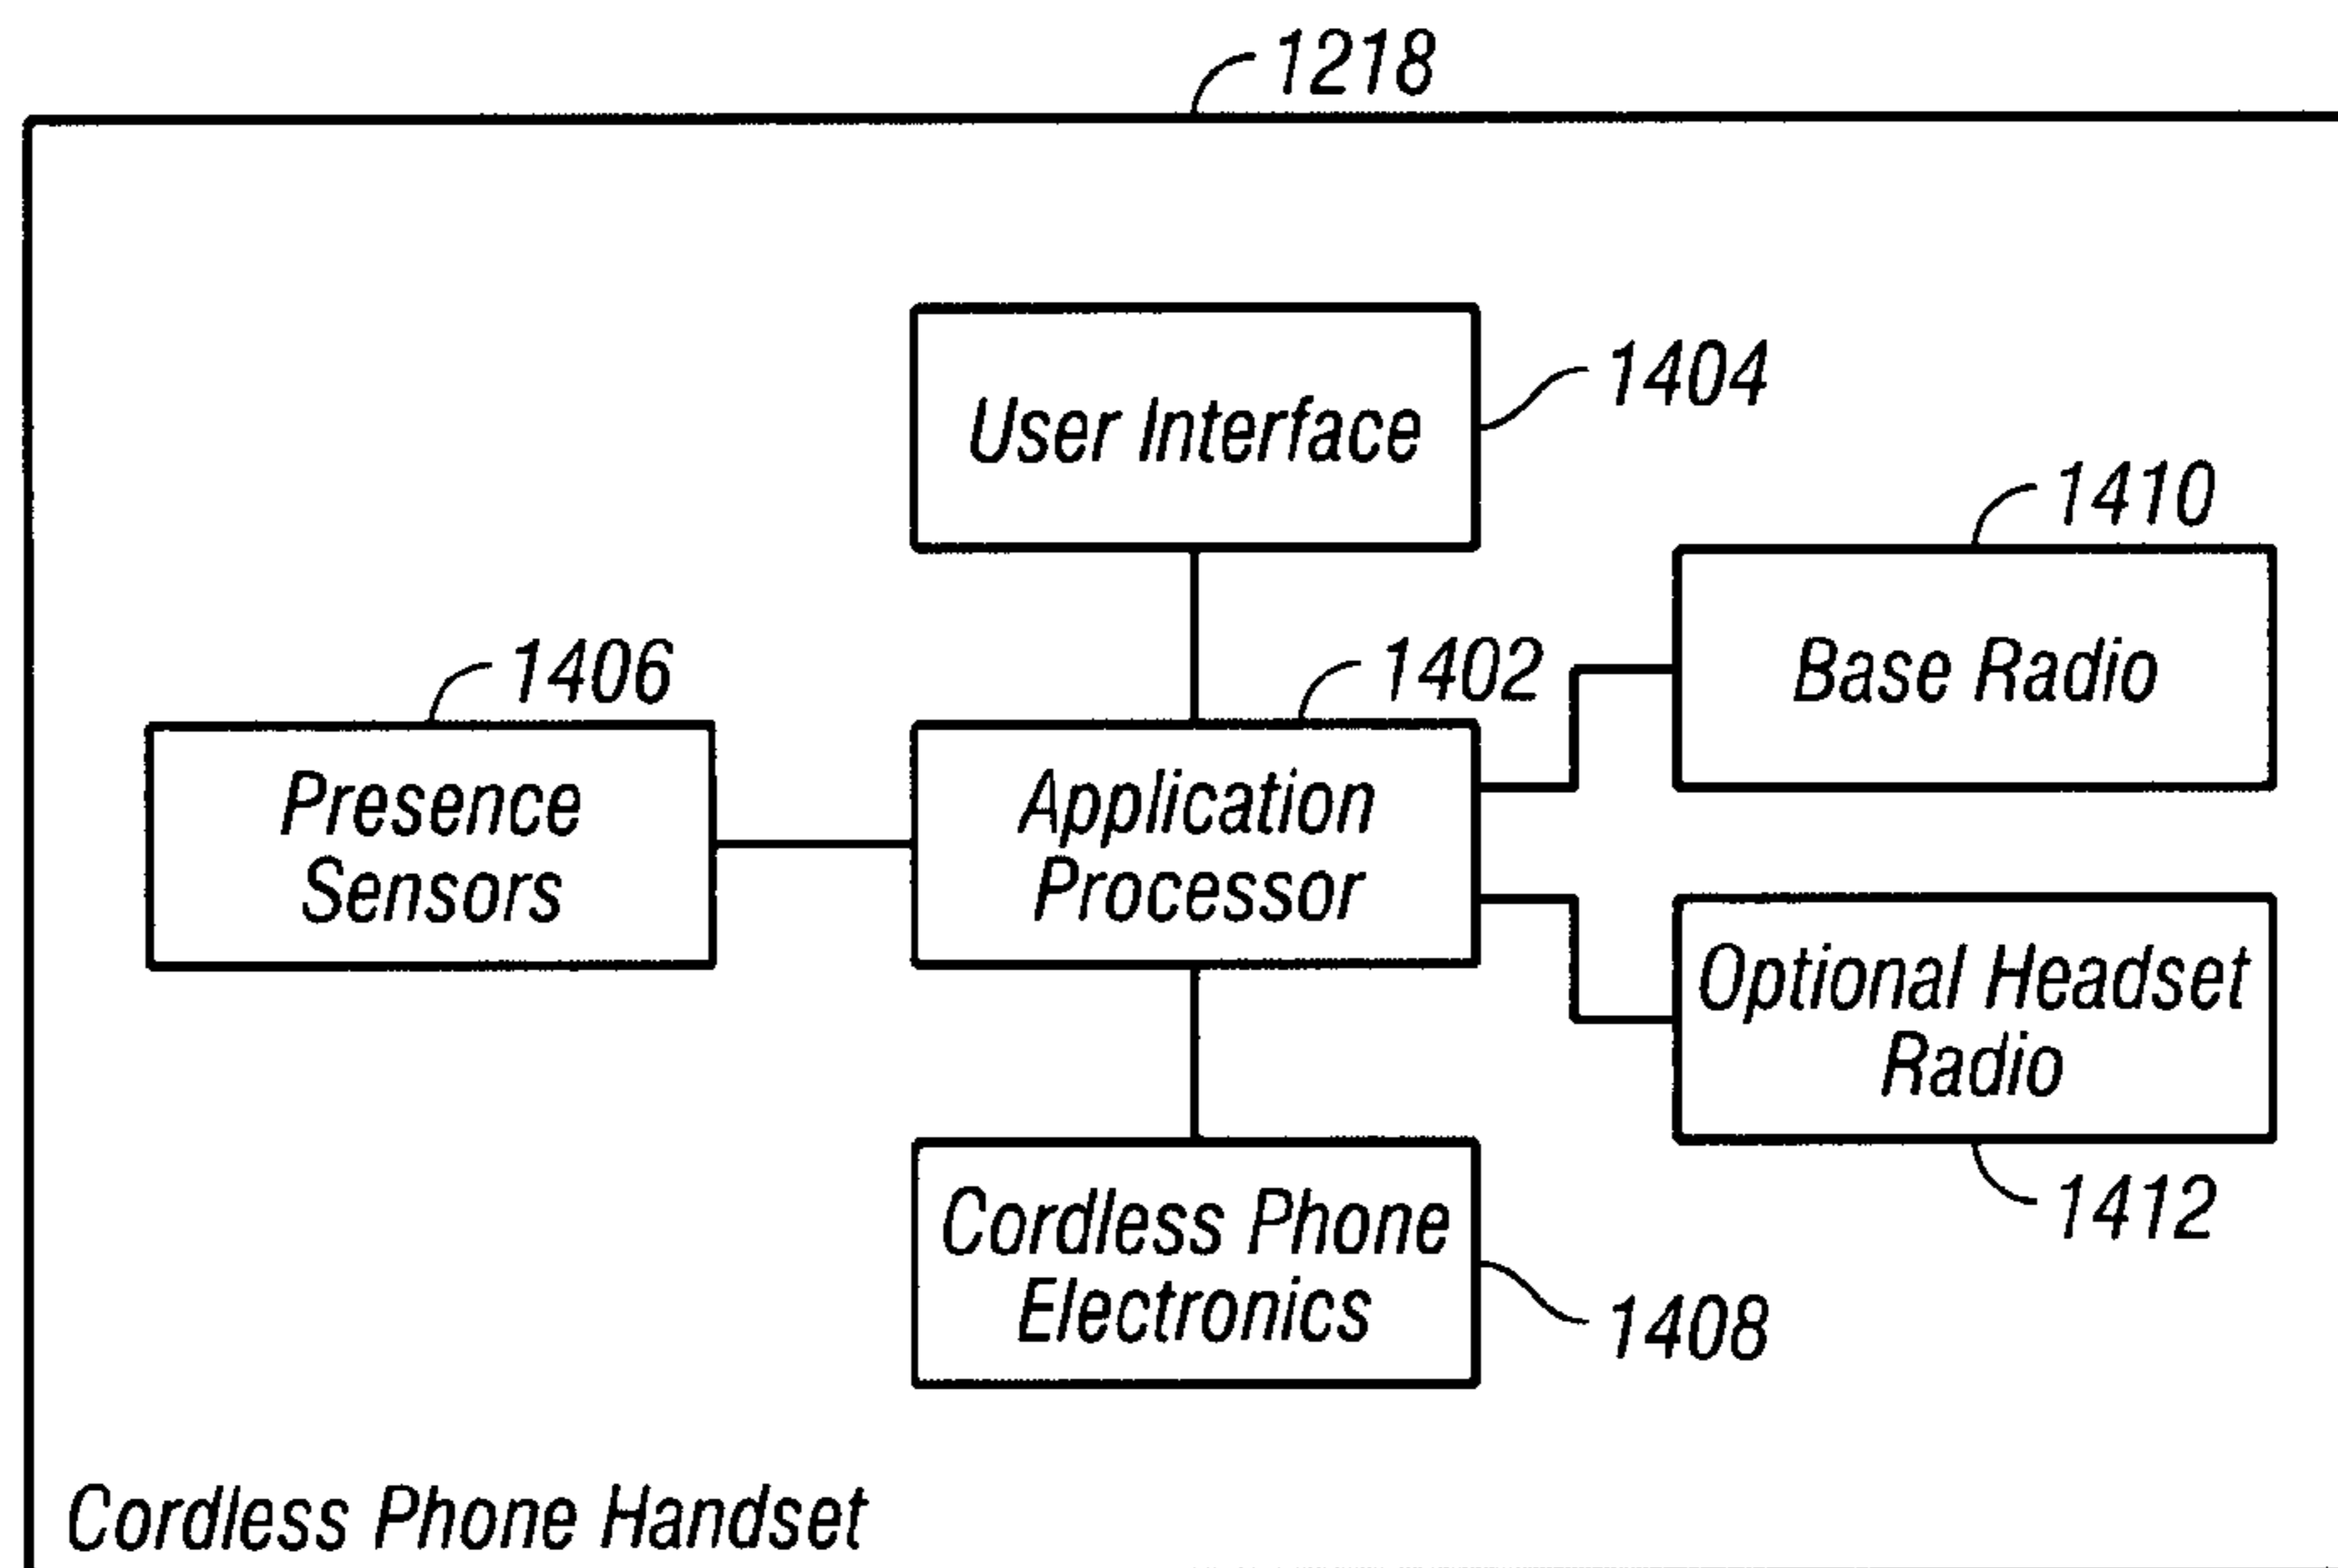 1218
User Interface
1404
1410
Base Radio
1406
1402
Presence
Sensors
Application
Processor
Optional Headset
Radio
1412
Cordless Phone
Electronics
1408
Cordless Phone Handset